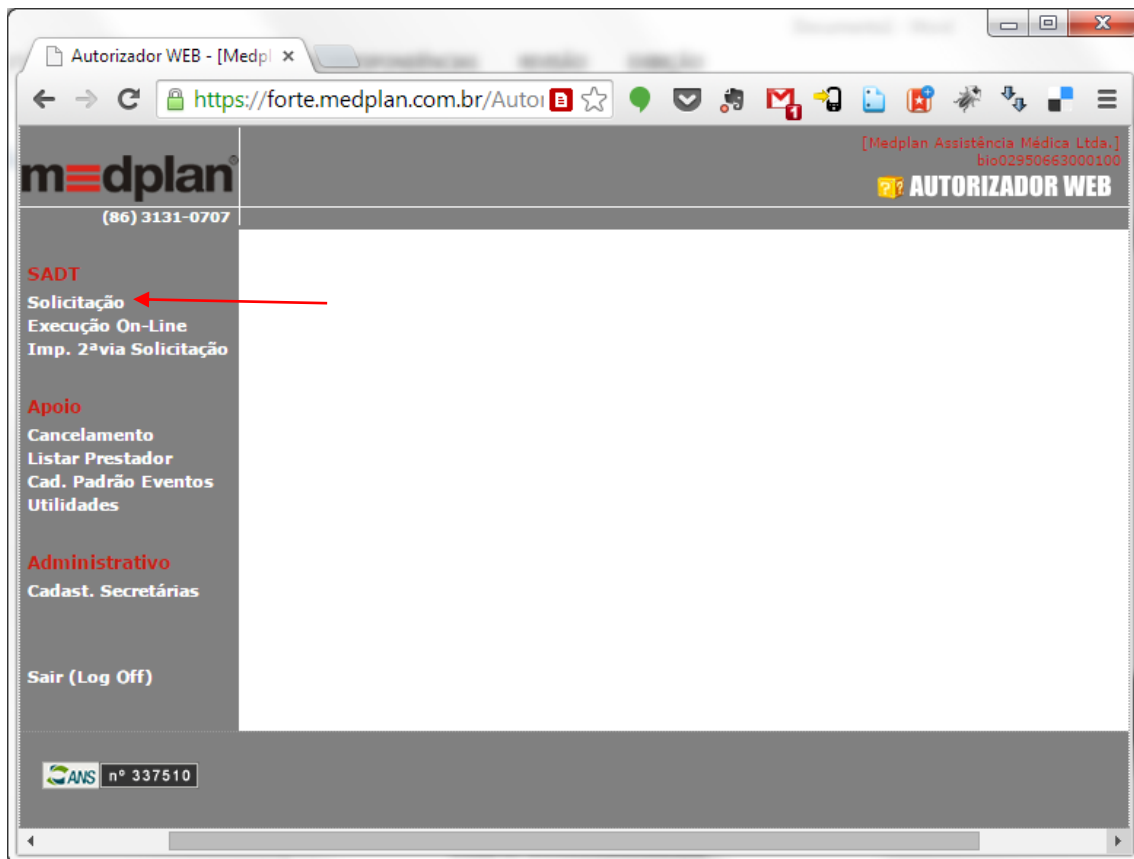 Autorizador WEB - [Medpl
https://forte.medplan.com.br/Autor
1
[Medplan Assistência Médica Ltda.]
bio02950663000100
AUTORIZADOR WEB
medplan®
(86) 3131-0707
SADT
Solicitação
Execução On-Line
Imp. 2ªvia Solicitação
Apoio
Cancelamento
Listar Prestador
Cad. Padrão Eventos
Utilidades
Administrativo
Cadast. Secretárias
Sair (Log Off)
ANS nº 337510